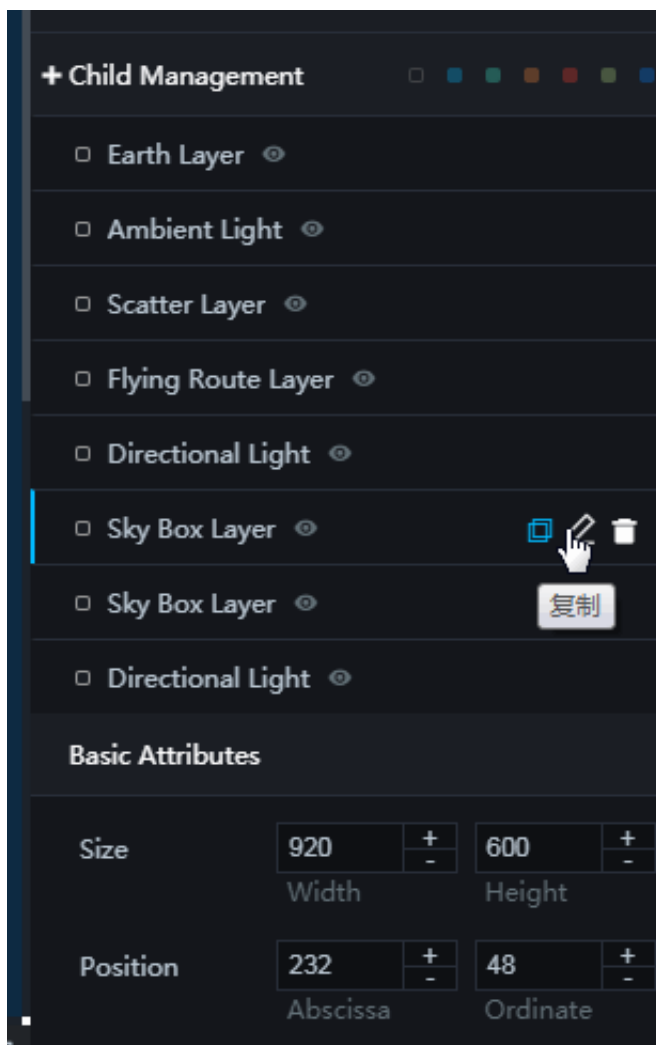 + Child Management
Earth Layer
Ambient Light
Scatter Layer
Flying Route Layer
Directional Light
Sky Box Layer
Sky Box Layer
复制
Directional Light
Basic Attributes
Size 920 + - 600 + -
Width Height
Position 232 + - 48 + -
Abscissa Ordinate